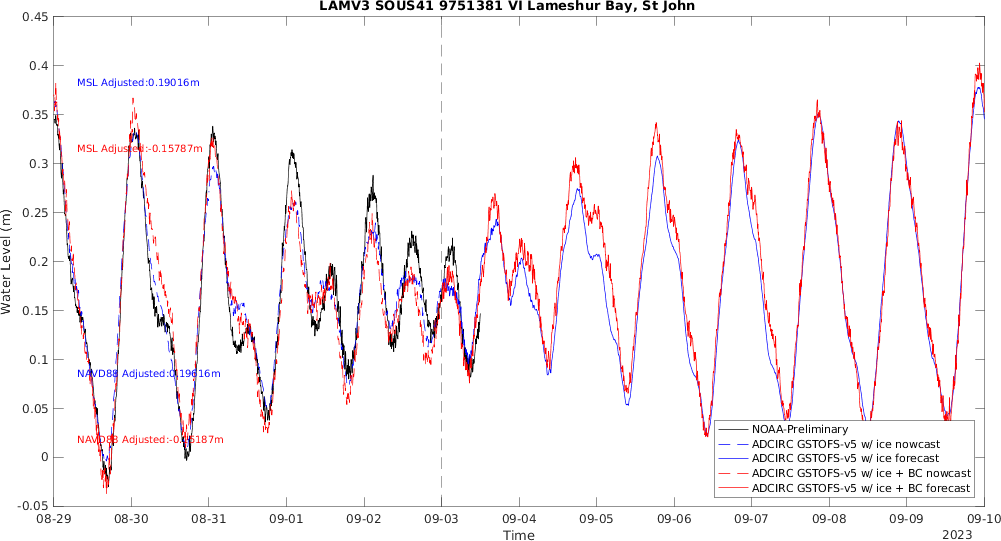 LAMV3 SOUS41 9751381 VI Lameshur Bay, St John
0.45
0.4
0.35
0.3
0.25
0.2
0.15
0.1
0.05
0
-0.05
Water Level (m)
MSL Adjusted:0.19016m
MSL Adjusted:-0.15787m
NAVD88 Adjusted:0.19616m
NAVD88 Adjusted:-0.15187m
NOAA-Preliminary
ADCIRC GSTOFS-v5 w/ ice nowcast
ADCIRC GSTOFS-v5 w/ ice forecast
ADCIRC GSTOFS-v5 w/ ice + BC nowcast
ADCIRC GSTOFS-v5 w/ ice + BC forecast
08-29 08-30 08-31 09-01 09-02 09-03 09-04 09-05 09-06 09-07 09-08 09-09 09-10
Time
2023